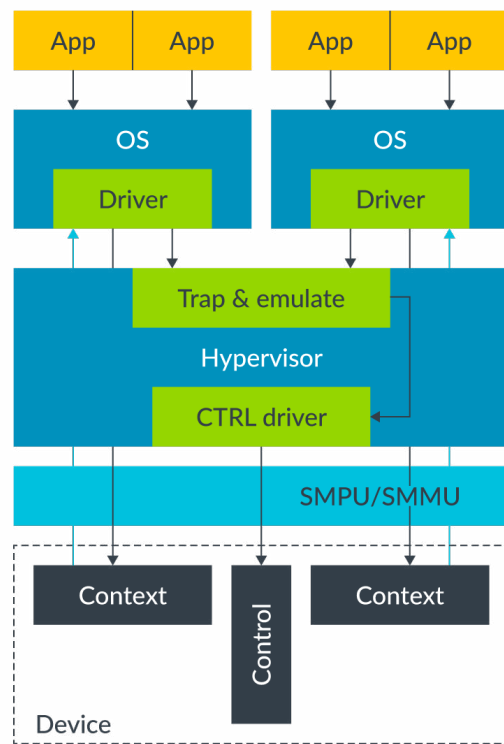 App App App App
OS OS
Driver Driver
Trap & emulate
Hypervisor
CTRL driver
SMPU/SMMU
Context Context
Control
Device